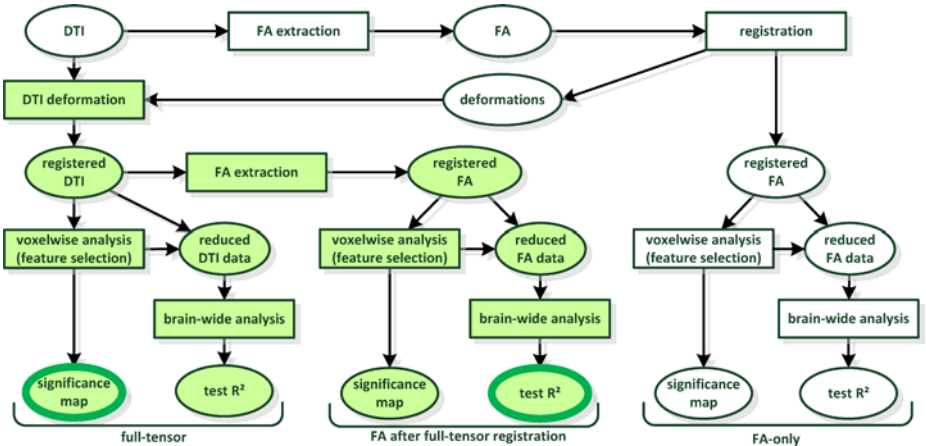 DTI
FA extraction
FA
registration
DTI deformation
deformations
registered
DTI
FA extraction
registered
FA
registered
FA
voxelwise analysis
(feature selection)
reduced
DTI data
voxelwise analysis
(feature selection)
reduced
FA data
voxelwise analysis
(feature selection)
reduced
FA data
brain-wide analysis
brain-wide analysis
brain-wide analysis
significance
map
test R²
significance
map
test R²
significance
map
test R²
full-tensor
FA after full-tensor registration
FA-only